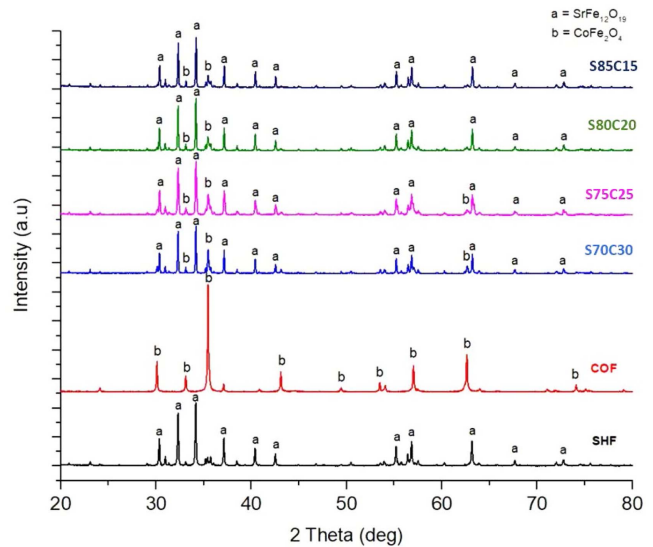 a = SrFe₁₂O₁₉
b = CoFe₂O₄
a a a a a a a a a a a
b b
S85C15
a a a a a a a a a a a
b b
S80C20
a a a a a a a a a a a
b b b
S75C25
a a a a a a a a a a a
b b b
S70C30
b b b b b b b b b
COF
a a a a a a a a a a a
SHF
Intensity (a.u)
20 30 40 50 60 70 80
2 Theta (deg)